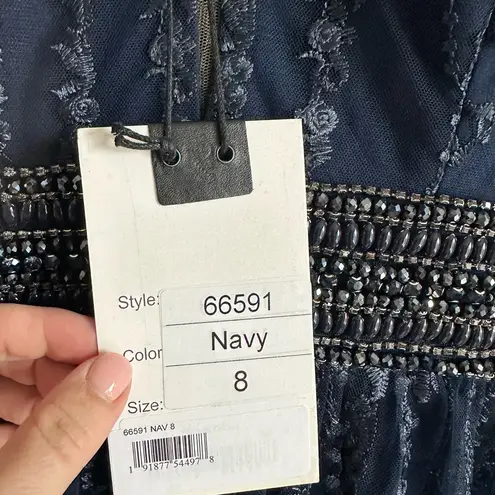 Style: 66591
Color Navy
Size: 8
66591 NAV 8
1 91877 54497 8